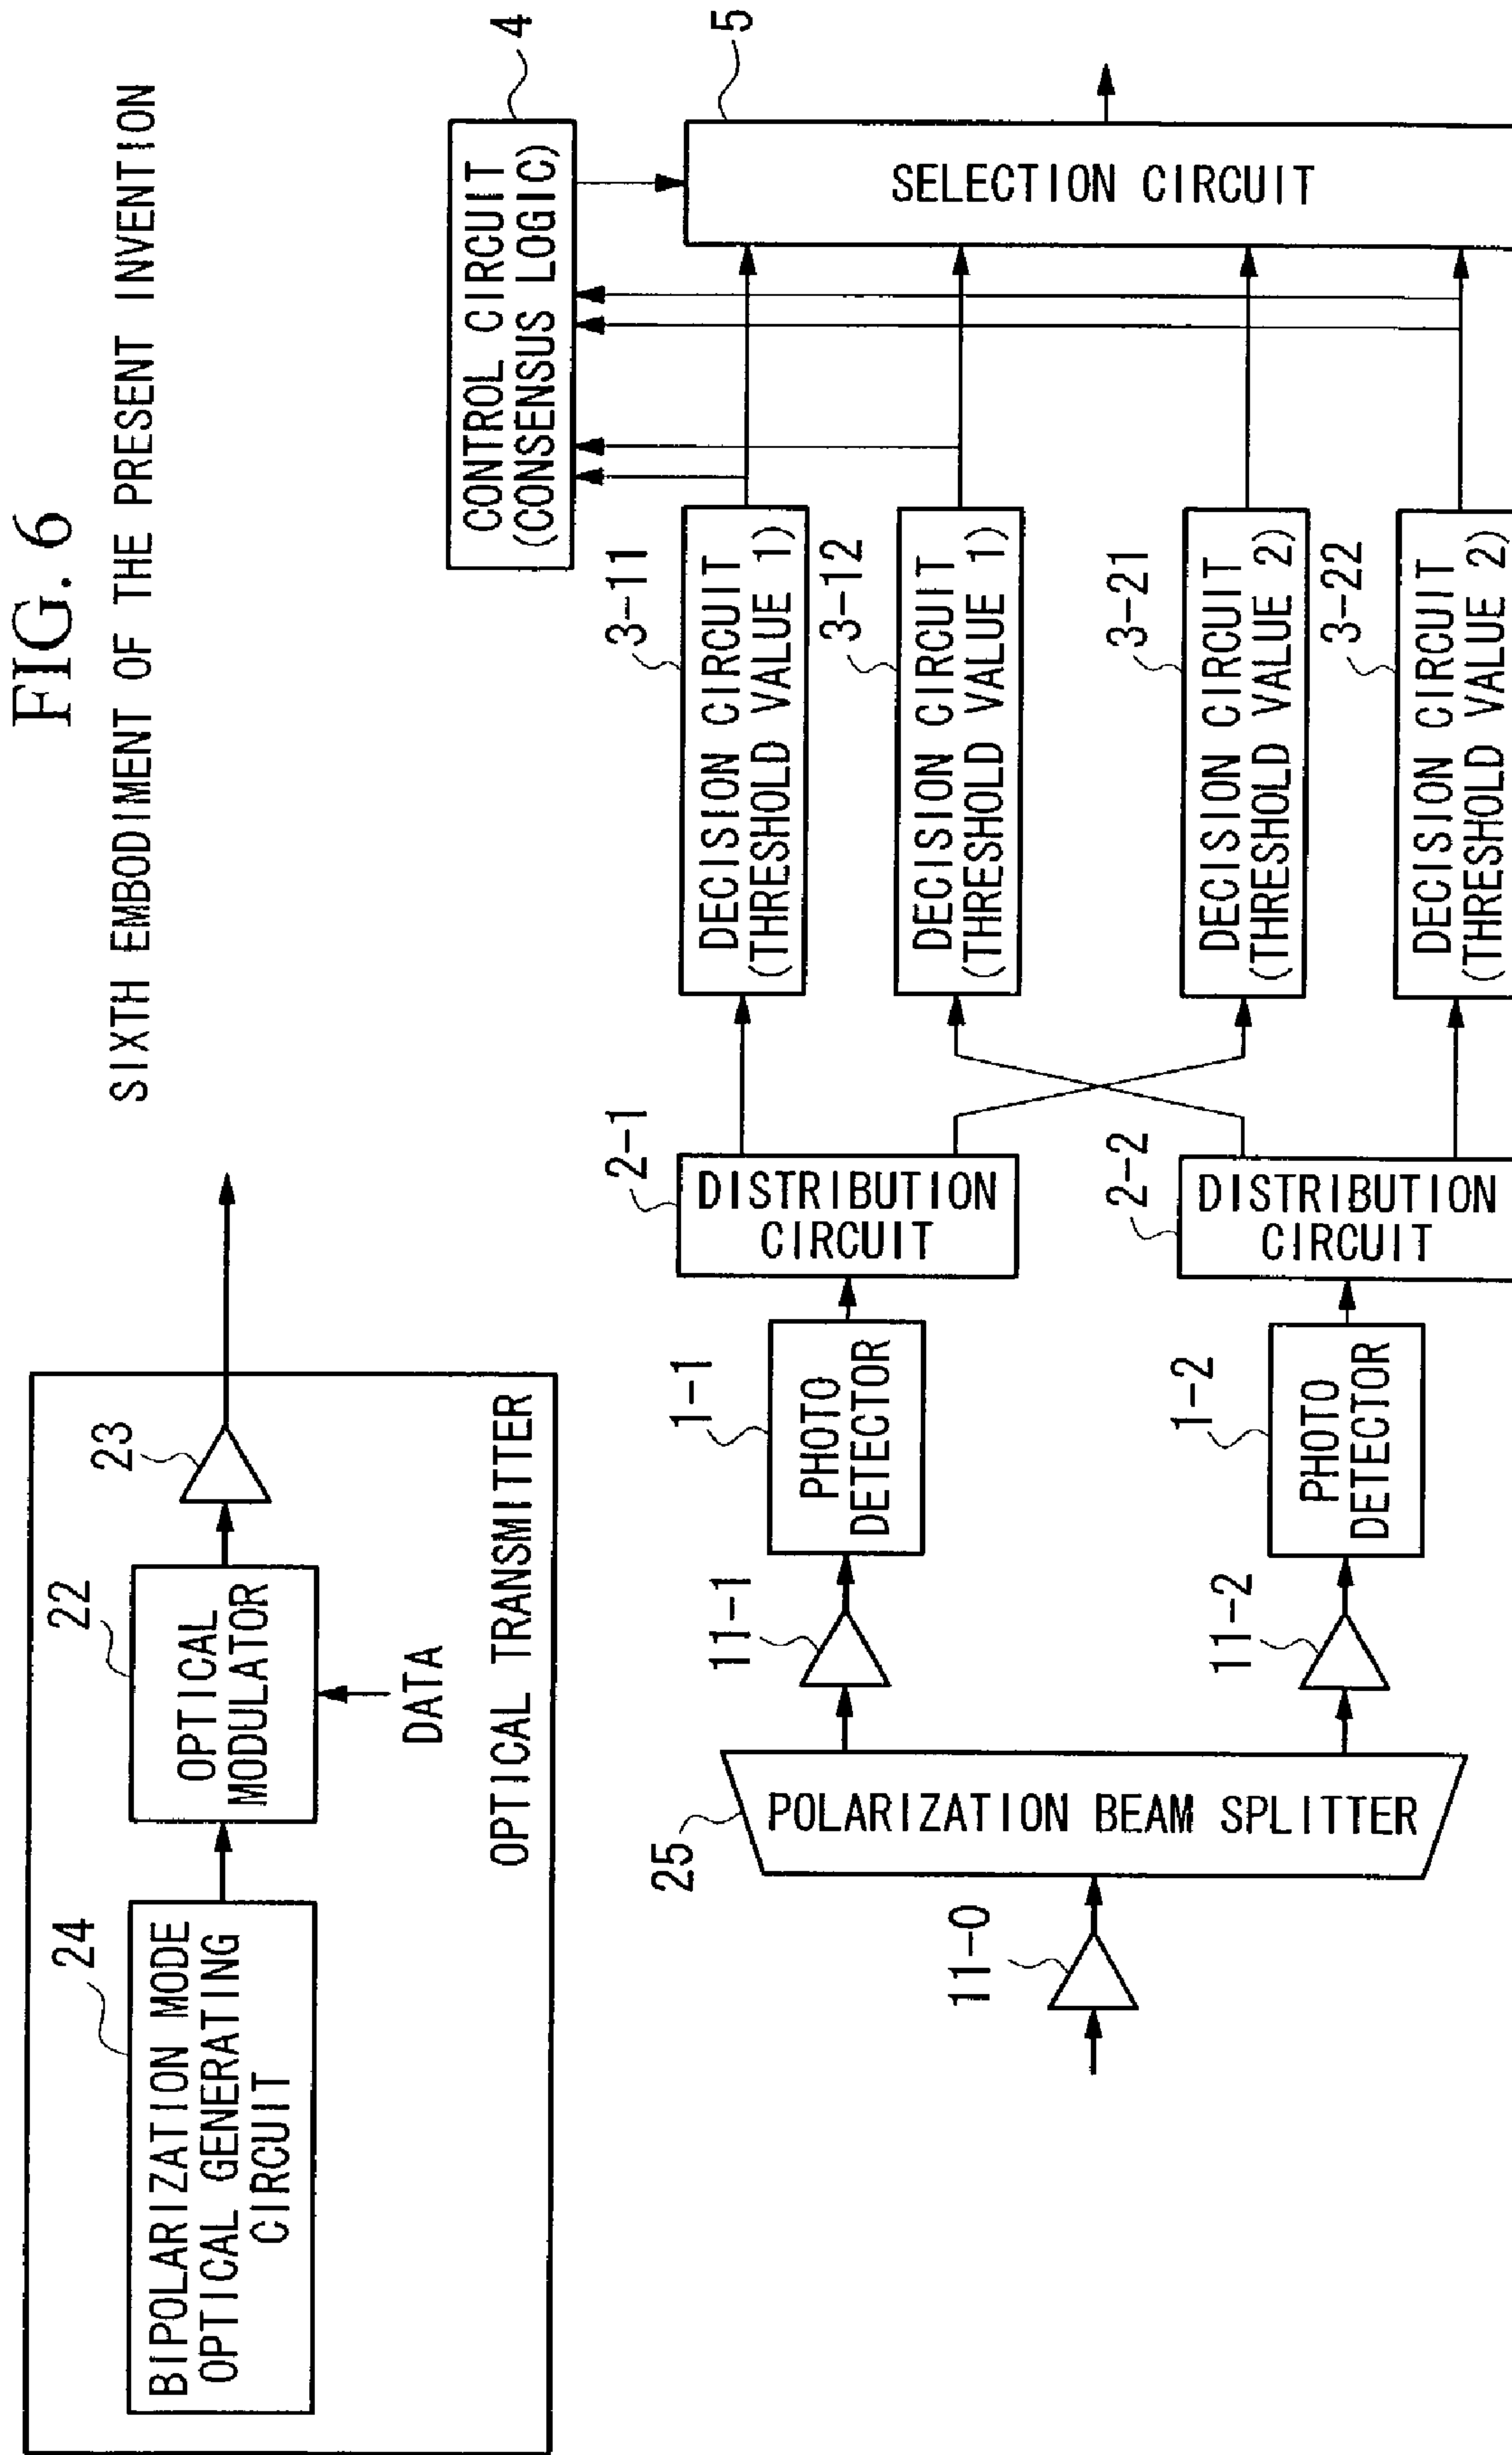 FIG. 6
SIXTH EMBODIMENT OF THE PRESENT INVENTION
24
BIPOLARIZATION MODE
OPTICAL GENERATING
CIRCUIT
22
OPTICAL
MODULATOR
DATA
23
OPTICAL TRANSMITTER
11-0
25
POLARIZATION BEAM SPLITTER
11-1
11-2
1-1
PHOTO
DETECTOR
1-2
PHOTO
DETECTOR
2-1
DISTRIBUTION
CIRCUIT
2-2
DISTRIBUTION
CIRCUIT
3-11
DECISION CIRCUIT
(THRESHOLD VALUE 1)
3-12
DECISION CIRCUIT
(THRESHOLD VALUE 1)
3-21
DECISION CIRCUIT
(THRESHOLD VALUE 2)
3-22
DECISION CIRCUIT
(THRESHOLD VALUE 2)
4
CONTROL CIRCUIT
(CONSENSUS LOGIC)
5
SELECTION CIRCUIT